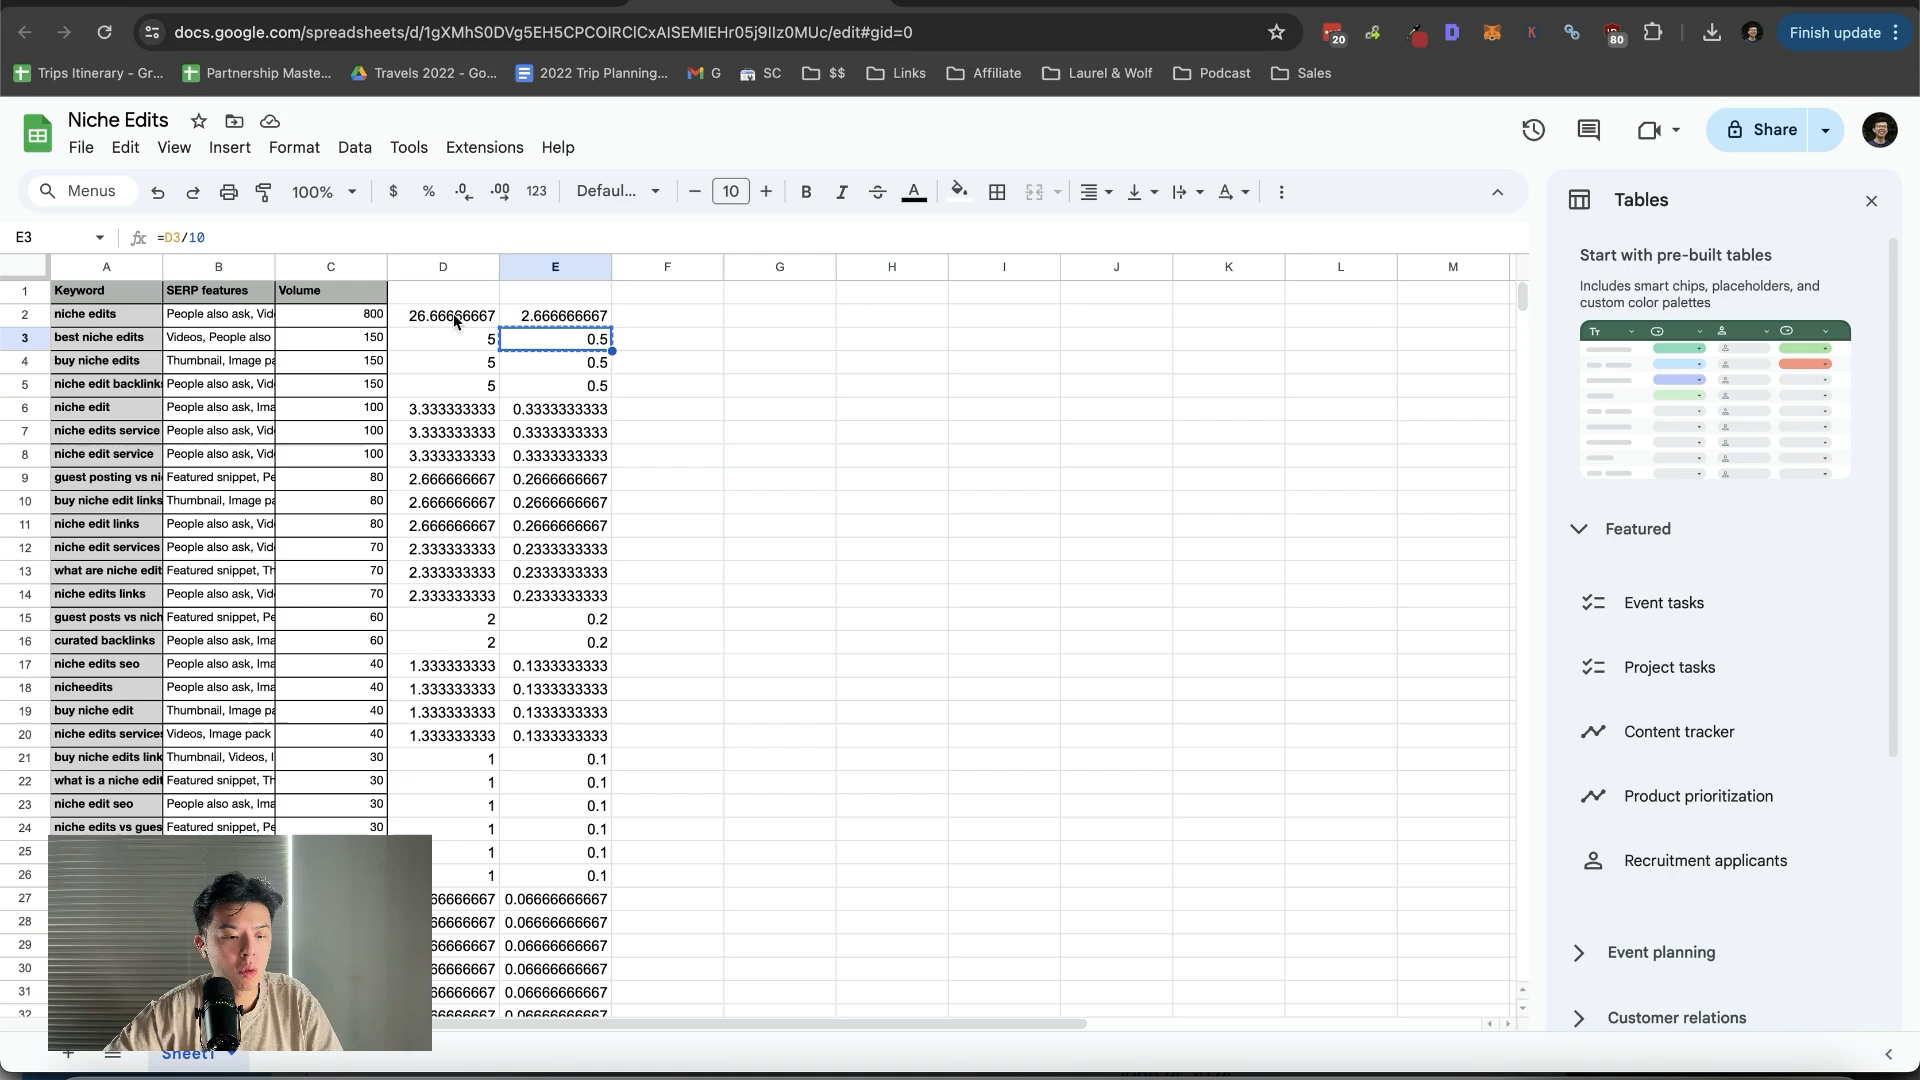 docs.google.com/spreadsheets/d/1gXMhS0DVg5EH5CPCOIRClCxAlSEMlEHr05j9Ilz0MUc/edit#gid=0
20
80
Finish update
Trips Itinerary - Gr...
Partnership Maste...
Travels 2022 - Go...
2022 Trip Planning...
G
SC
$$
Links
Affiliate
Laurel & Wolf
Podcast
Sales
Niche Edits
Share
File Edit View Insert Format Data Tools Extensions Help
Menus
100%
$ % .0 .00 123
Defaul...
10
B I A
Tables
E3
fx =D3/10
A B C D E F G H I J K L M
1 Keyword SERP features Volume
2 niche edits People also ask, Vid 800 26.66666667 2.666666667
3 best niche edits Videos, People also 150 5 0.5
4 buy niche edits Thumbnail, Image pa 150 5 0.5
5 niche edit backlinks People also ask, Vid 150 5 0.5
6 niche edit People also ask, Ima 100 3.333333333 0.3333333333
7 niche edits service People also ask, Vid 100 3.333333333 0.3333333333
8 niche edit service People also ask, Vid 100 3.333333333 0.3333333333
9 guest posting vs ni Featured snippet, Pe 80 2.666666667 0.2666666667
10 buy niche edit links Thumbnail, Image pa 80 2.666666667 0.2666666667
11 niche edit links People also ask, Vid 80 2.666666667 0.2666666667
12 niche edit services People also ask, Vid 70 2.333333333 0.2333333333
13 what are niche edit Featured snippet, Th 70 2.333333333 0.2333333333
14 niche edits links People also ask, Vid 70 2.333333333 0.2333333333
15 guest posts vs nich Featured snippet, Pe 60 2 0.2
16 curated backlinks People also ask, Ima 60 2 0.2
17 niche edits seo People also ask, Ima 40 1.333333333 0.1333333333
18 nicheedits People also ask, Ima 40 1.333333333 0.1333333333
19 buy niche edit Thumbnail, Image pa 40 1.333333333 0.1333333333
20 niche edits services Videos, Image pack 40 1.333333333 0.1333333333
21 buy niche edits link Thumbnail, Videos, I 30 1 0.1
22 what is a niche edit Featured snippet, Th 30 1 0.1
23 niche edit seo People also ask, Ima 30 1 0.1
24 niche edits vs gues Featured snippet, Pe 30 1 0.1
25 1 0.1
26 1 0.1
27 66666667 0.06666666667
28 66666667 0.06666666667
29 66666667 0.06666666667
30 66666667 0.06666666667
31 66666667 0.06666666667
32 66666667 0.06666666667
Sheet1
Start with pre-built tables
Includes smart chips, placeholders, and
custom color palettes
Featured
Event tasks
Project tasks
Content tracker
Product prioritization
Recruitment applicants
Event planning
Customer relations